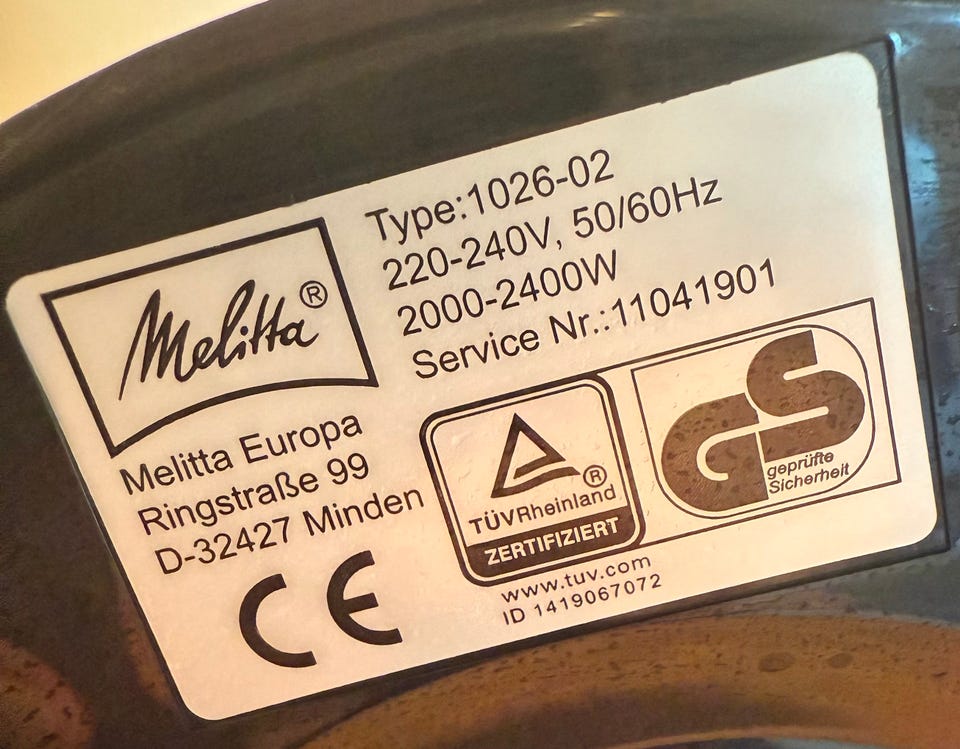 Melitta®
Type:1026-02
220-240V, 50/60Hz
2000-2400W
Service Nr.:11041901
Melitta Europa
Ringstraße 99
D-32427 Minden
CE
TÜVRheinland®
ZERTIFIZIERT
GS
geprüfte
Sicherheit
www.tuv.com
ID 1419067072